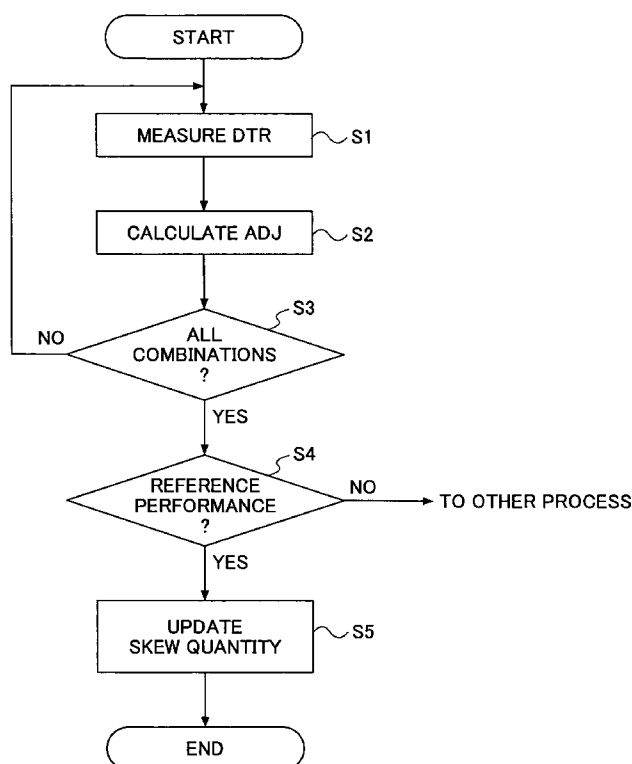 START
MEASURE DTR
S1
CALCULATE ADJ
S2
S3
NO
ALL
COMBINATIONS
?
YES
S4
REFERENCE
PERFORMANCE
?
NO
TO OTHER PROCESS
YES
UPDATE
SKEW QUANTITY
S5
END